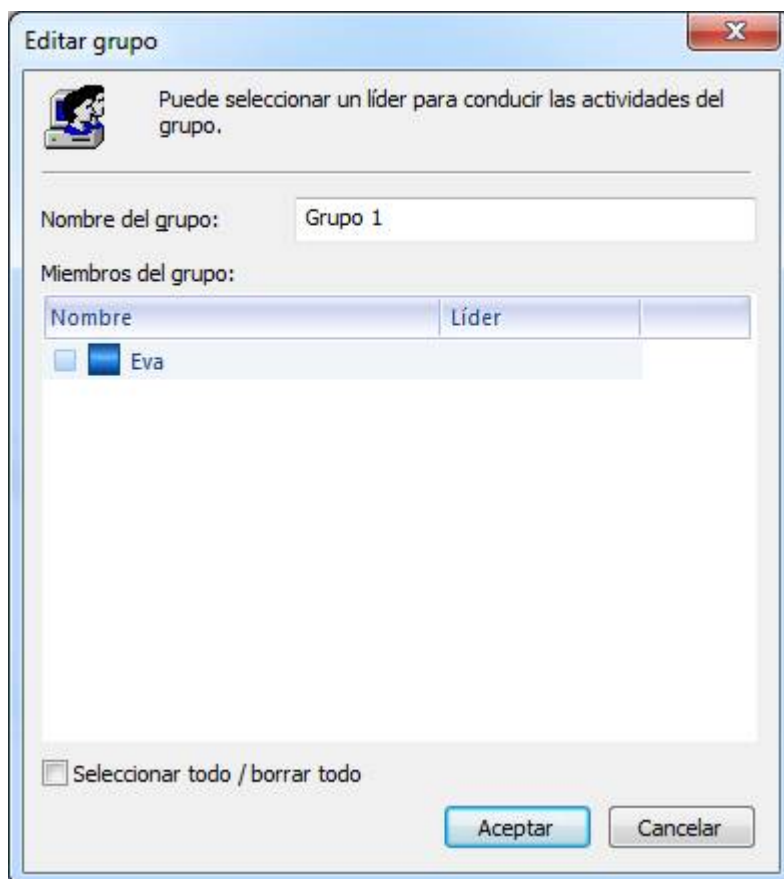 Editar grupo
Puede seleccionar un líder para conducir las actividades del
grupo.
Nombre del grupo: Grupo 1
Miembros del grupo:
Nombre Líder
Eva
Seleccionar todo / borrar todo
Aceptar Cancelar